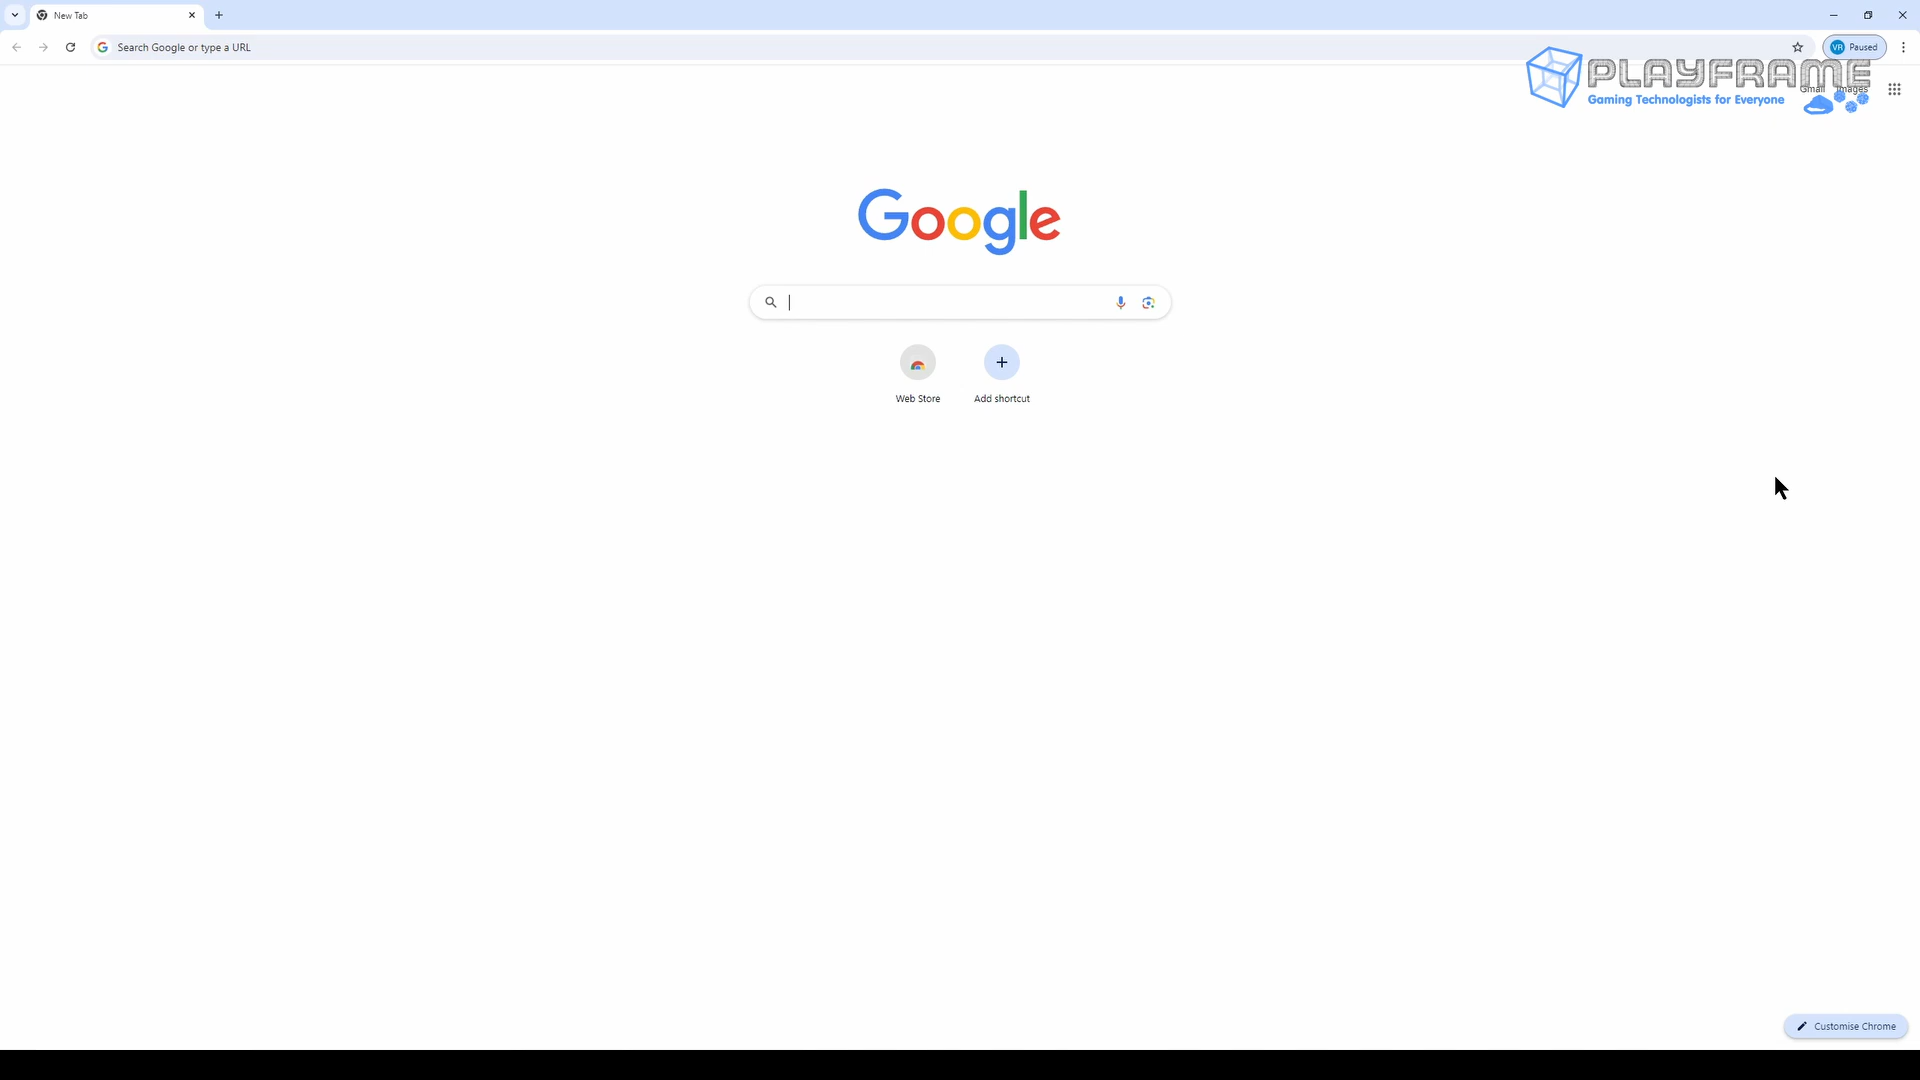 New Tab
Search Google or type a URL
VR Paused
PLAYFRAME
Gaming Technologists for Everyone
Gmail Images
Google
Web Store
Add shortcut
Customise Chrome